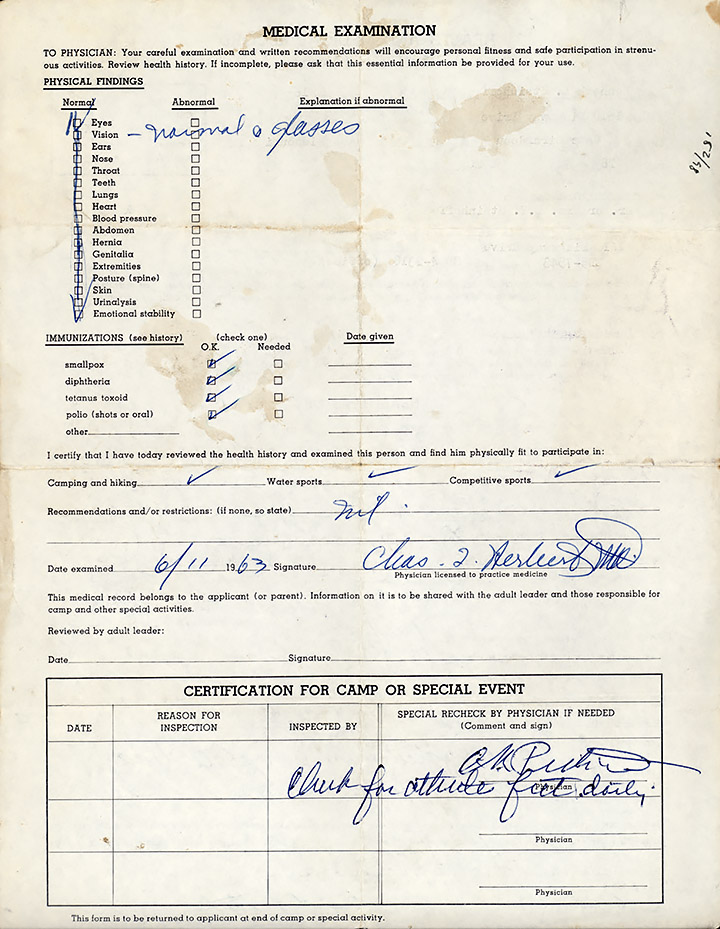 MEDICAL EXAMINATION
TO PHYSICIAN: Your careful examination and written recommendations will encourage personal fitness and safe participation in strenu-
ous activities. Review health history. If incomplete, please ask that this essential information be provided for your use.
PHYSICAL FINDINGS
Normal Abnormal Explanation if abnormal
Eyes
Vision – normal c̄ glasses
Ears
Nose
Throat
Teeth
Lungs
Heart
Blood pressure
Abdomen
Hernia
Genitalia
Extremities
Posture (spine)
Skin
Urinalysis
Emotional stability
IMMUNIZATIONS (see history) (check one) Date given
O.K. Needed
smallpox
diphtheria
tetanus toxoid
polio (shots or oral)
other
I certify that I have today reviewed the health history and examined this person and find him physically fit to participate in:
Camping and hiking ✓ Water sports ✓ Competitive sports ✓
Recommendations and/or restrictions: (if none, so state) nil.
Date examined 6/11 1963 Signature Chas. Herbert MD.
Physician licensed to practice medicine
This medical record belongs to the applicant (or parent). Information on it is to be shared with the adult leader and those responsible for
camp and other special activities.
Reviewed by adult leader:
Date Signature
CERTIFICATION FOR CAMP OR SPECIAL EVENT
DATE REASON FOR INSPECTION INSPECTED BY SPECIAL RECHECK BY PHYSICIAN IF NEEDED
(Comment and sign)
Check for athlete feet daily.
Physician
Physician
Physician
This form is to be returned to applicant at end of camp or special activity.